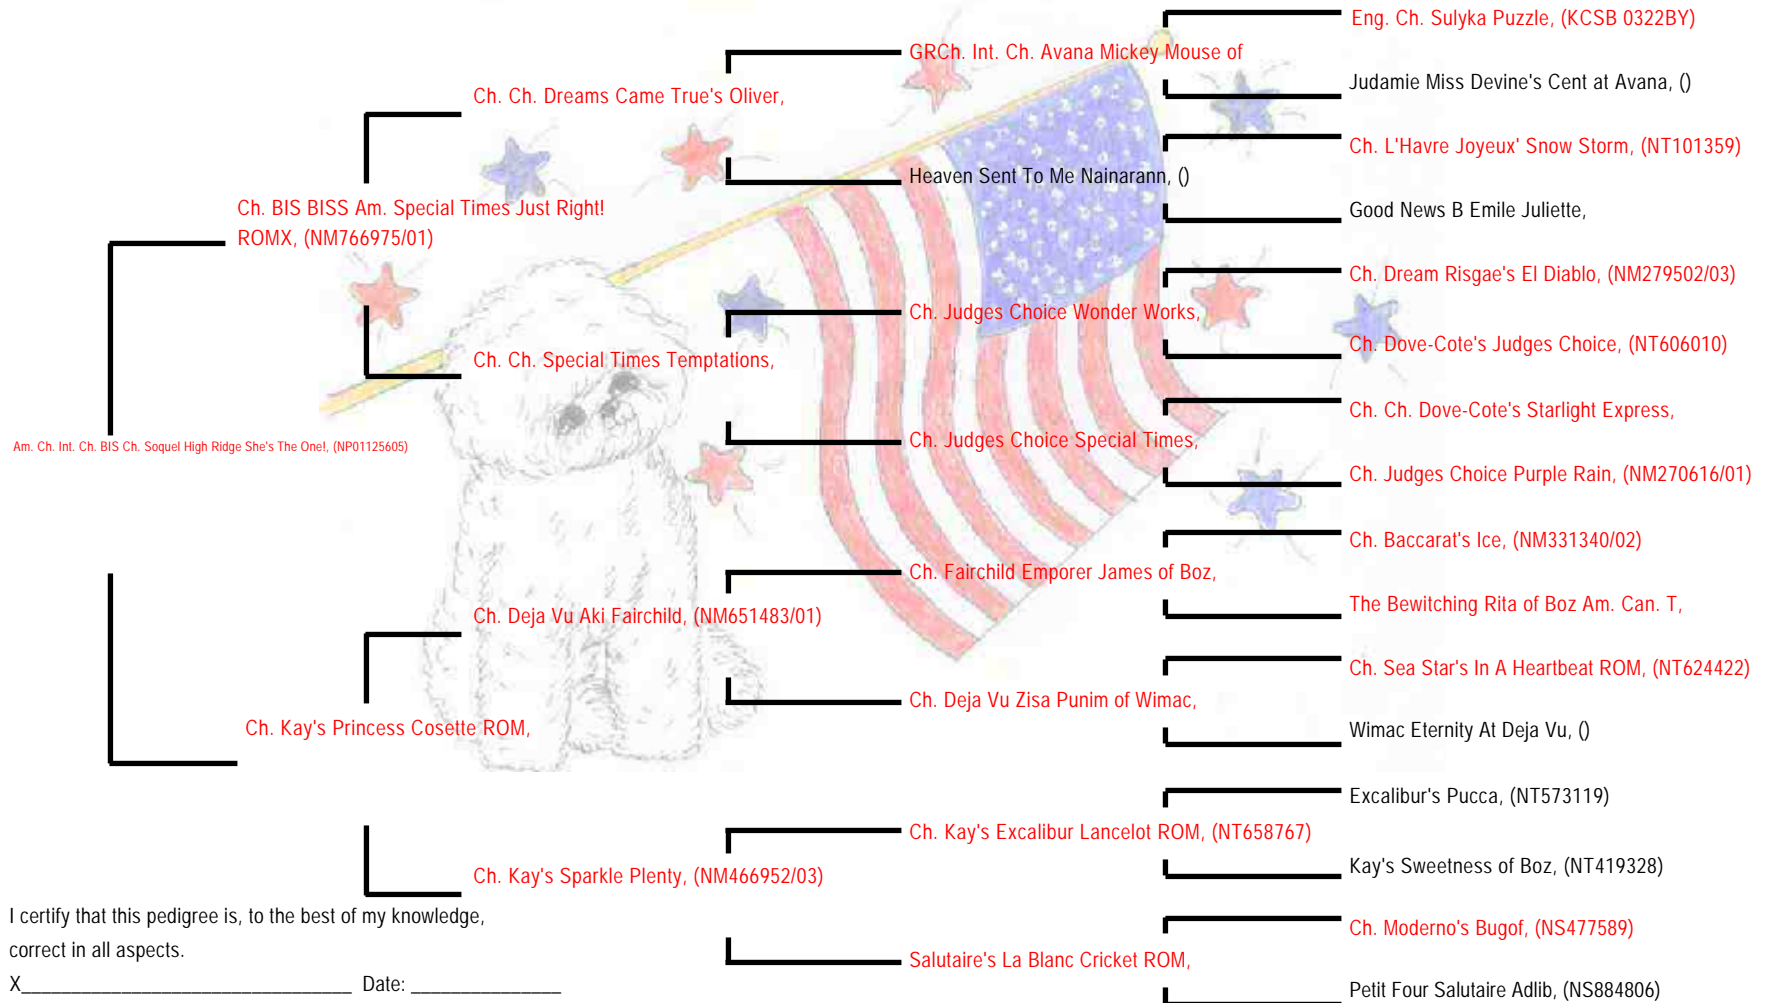 Eng. Ch. Sulyka Puzzle, (KCSB 0322BY)
GRCh. Int. Ch. Avana Mickey Mouse of
Judamie Miss Devine's Cent at Avana, ()
Ch. Ch. Dreams Came True's Oliver,
Ch. L'Havre Joyeux' Snow Storm, (NT101359)
Heaven Sent To Me Nainarann, ()
Good News B Emile Juliette,
Ch. BIS BISS Am. Special Times Just Right!
ROMX, (NM766975/01)
Ch. Dream Risgae's El Diablo, (NM279502/03)
Ch. Judges Choice Wonder Works,
Ch. Dove-Cote's Judges Choice, (NT606010)
Ch. Ch. Special Times Temptations,
Ch. Ch. Dove-Cote's Starlight Express,
Ch. Judges Choice Special Times,
Ch. Judges Choice Purple Rain, (NM270616/01)
Am. Ch. Int. Ch. BIS Ch. Soquel High Ridge She's The One!, (NP01125605)
Ch. Baccarat's Ice, (NM331340/02)
Ch. Fairchild Emporer James of Boz,
The Bewitching Rita of Boz Am. Can. T,
Ch. Deja Vu Aki Fairchild, (NM651483/01)
Ch. Sea Star's In A Heartbeat ROM, (NT624422)
Ch. Deja Vu Zisa Punim of Wimac,
Wimac Eternity At Deja Vu, ()
Ch. Kay's Princess Cosette ROM,
Excalibur's Pucca, (NT573119)
Ch. Kay's Excalibur Lancelot ROM, (NT658767)
Kay's Sweetness of Boz, (NT419328)
Ch. Kay's Sparkle Plenty, (NM466952/03)
Ch. Moderno's Bugof, (NS477589)
Salutaire's La Blanc Cricket ROM,
Petit Four Salutaire Adlib, (NS884806)
I certify that this pedigree is, to the best of my knowledge,
correct in all aspects.
X_________________________________ Date: _______________